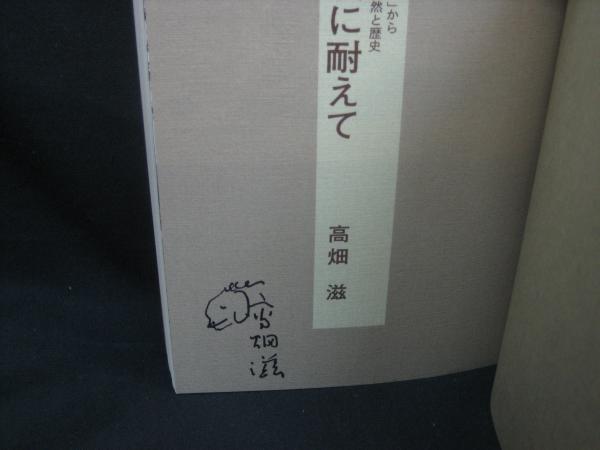 」から
然と歴史
に耐えて
高畑 滋
高畑滋